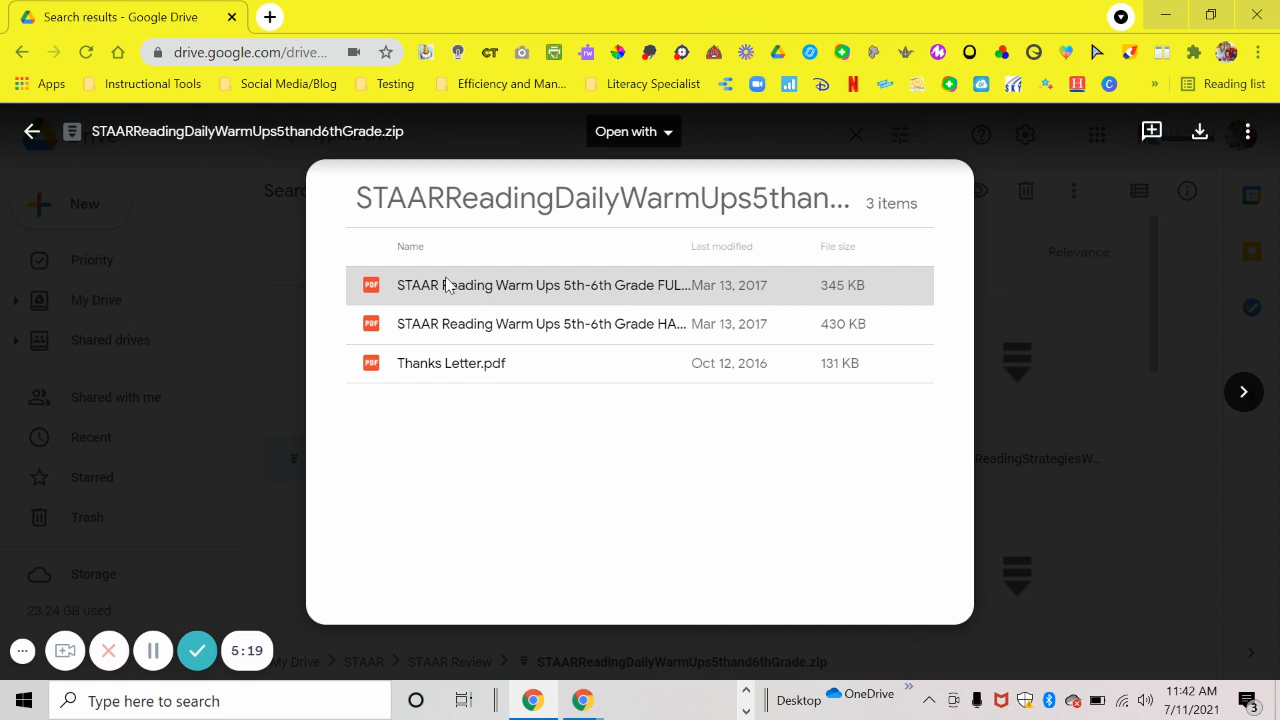 Search results - Google Drive
drive.google.com/drive...
CT
Apps
Instructional Tools
Social Media/Blog
Testing
Efficiency and Man...
Literacy Specialist
»
Reading list
STAARReadingDailyWarmUps5thand6thGrade.zip
Open with
New
Sear
STAARReadingDailyWarmUps5than... 3 items
Relevance
Name Last modified File size
Priority
STAAR Reading Warm Ups 5th-6th Grade FUL... Mar 13, 2017 345 KB
My Drive
STAAR Reading Warm Ups 5th-6th Grade HA... Mar 13, 2017 430 KB
Shared drives
Thanks Letter.pdf Oct 12, 2016 131 KB
Shared with me
Recent
ReadingStrategiesW...
Starred
Trash
Storage
23.24 GB used
5:19
My Drive > STAAR > STAAR Review > STAARReadingDailyWarmUps5thand6thGrade.zip
Type here to search
Desktop
OneDrive
»
11:42 AM
7/11/2021
3